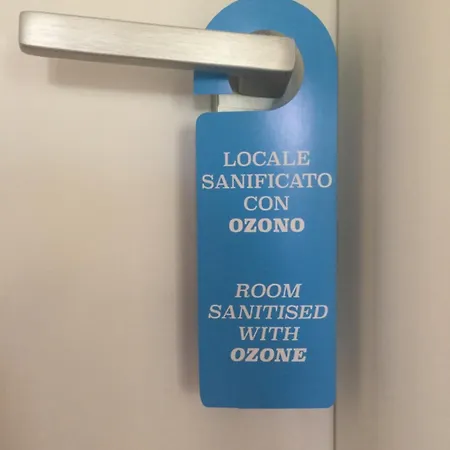 LOCALE
SANIFICATO
CON
OZONO
ROOM
SANITISED
WITH
OZONE